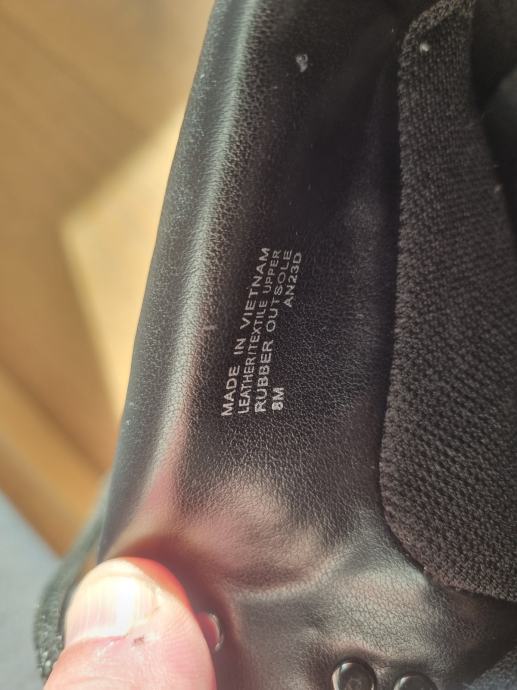 MADE IN VIETNAM
LEATHER/TEXTILE UPPER
RUBBER OUTSOLE
8M AN23D